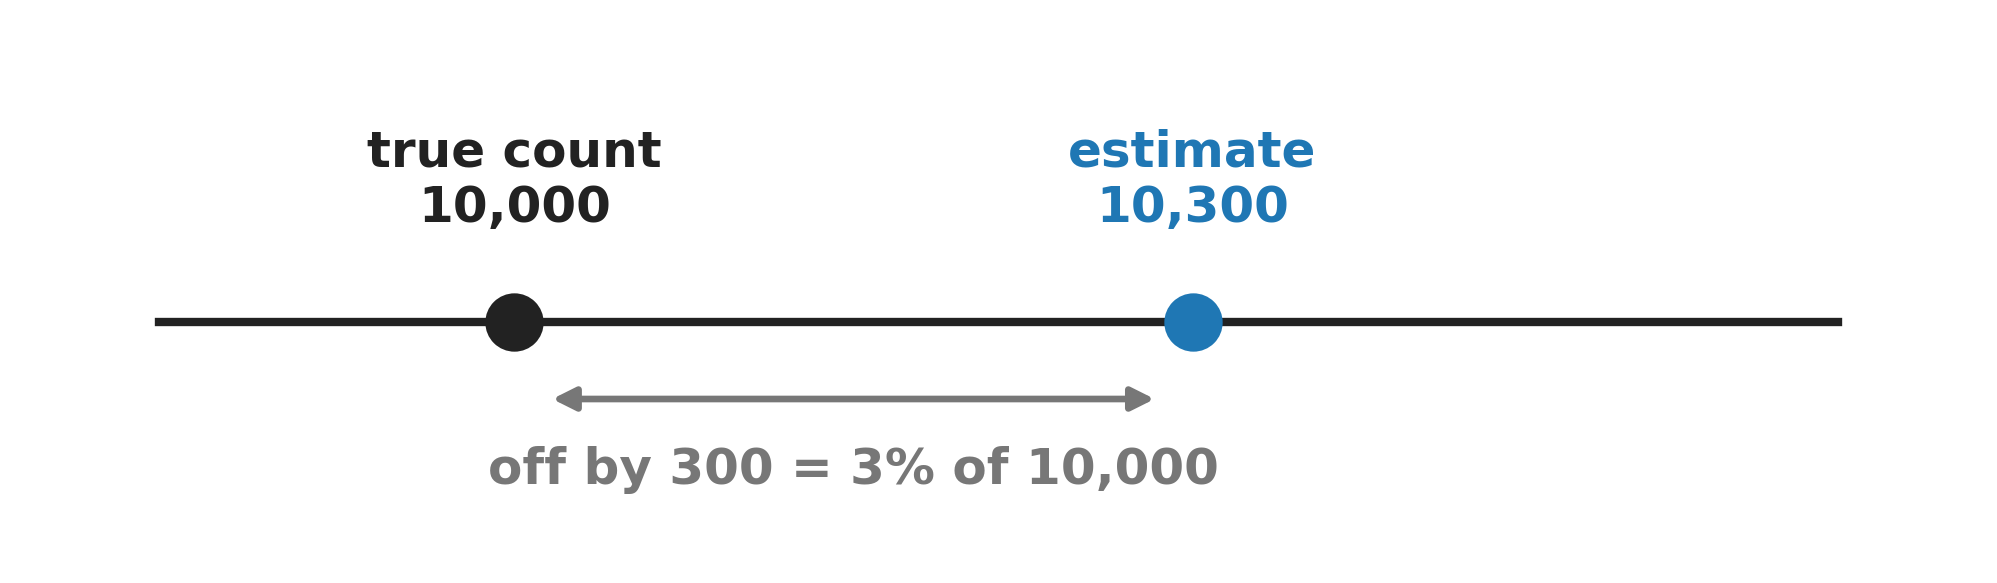 true count
10,000
estimate
10,300
off by 300 = 3% of 10,000